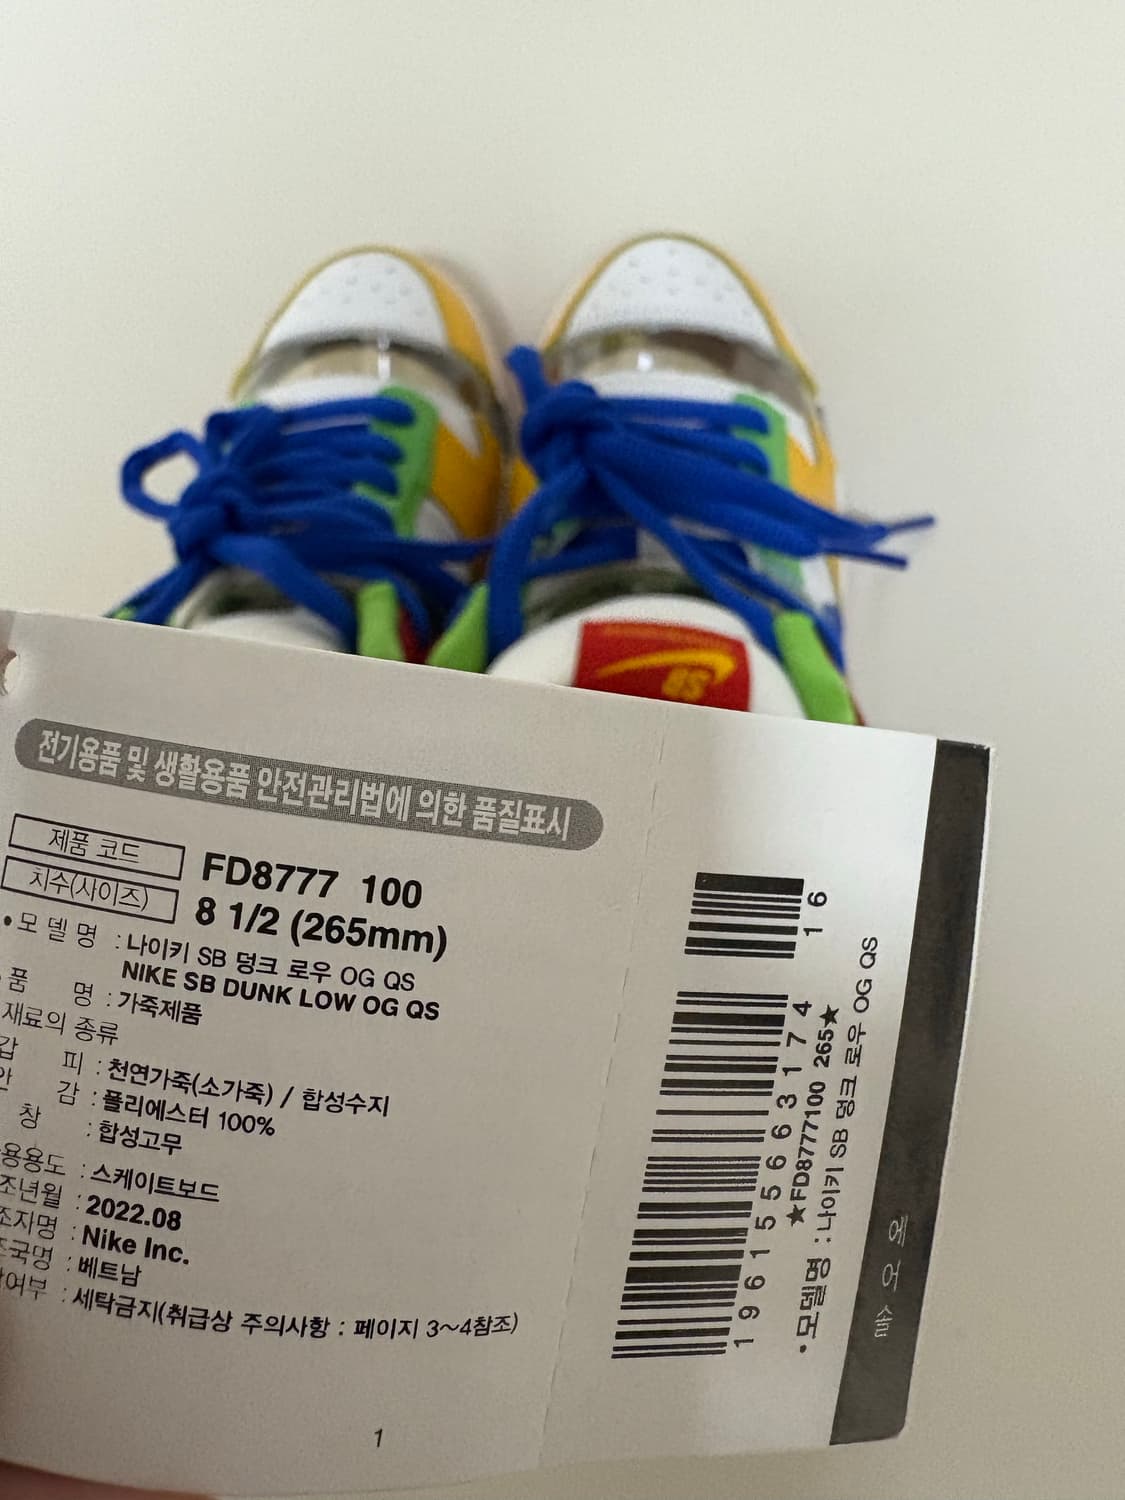 SB
전기용품 및 생활용품 안전관리법에 의한 품질표시
제품 코드 FD8777 100
치수(사이즈) 8 1/2 (265mm)
• 모 델 명 : 나이키 SB 덩크 로우 OG QS
NIKE SB DUNK LOW OG QS
품 명 : 가죽제품
재료의 종류
갑 피 : 천연가죽(소가죽) / 합성수지
안 감 : 폴리에스터 100%
창 : 합성고무
용용도 : 스케이트보드
조년월 : 2022.08
조자명 : Nike Inc.
조국명 : 베트남
여부 : 세탁금지(취급상 주의사항 : 페이지 3~4참조)
1
196155663174 16
★FD8777100 265★
• 모델명 : 나이키 SB 덩크 로우 OG QS